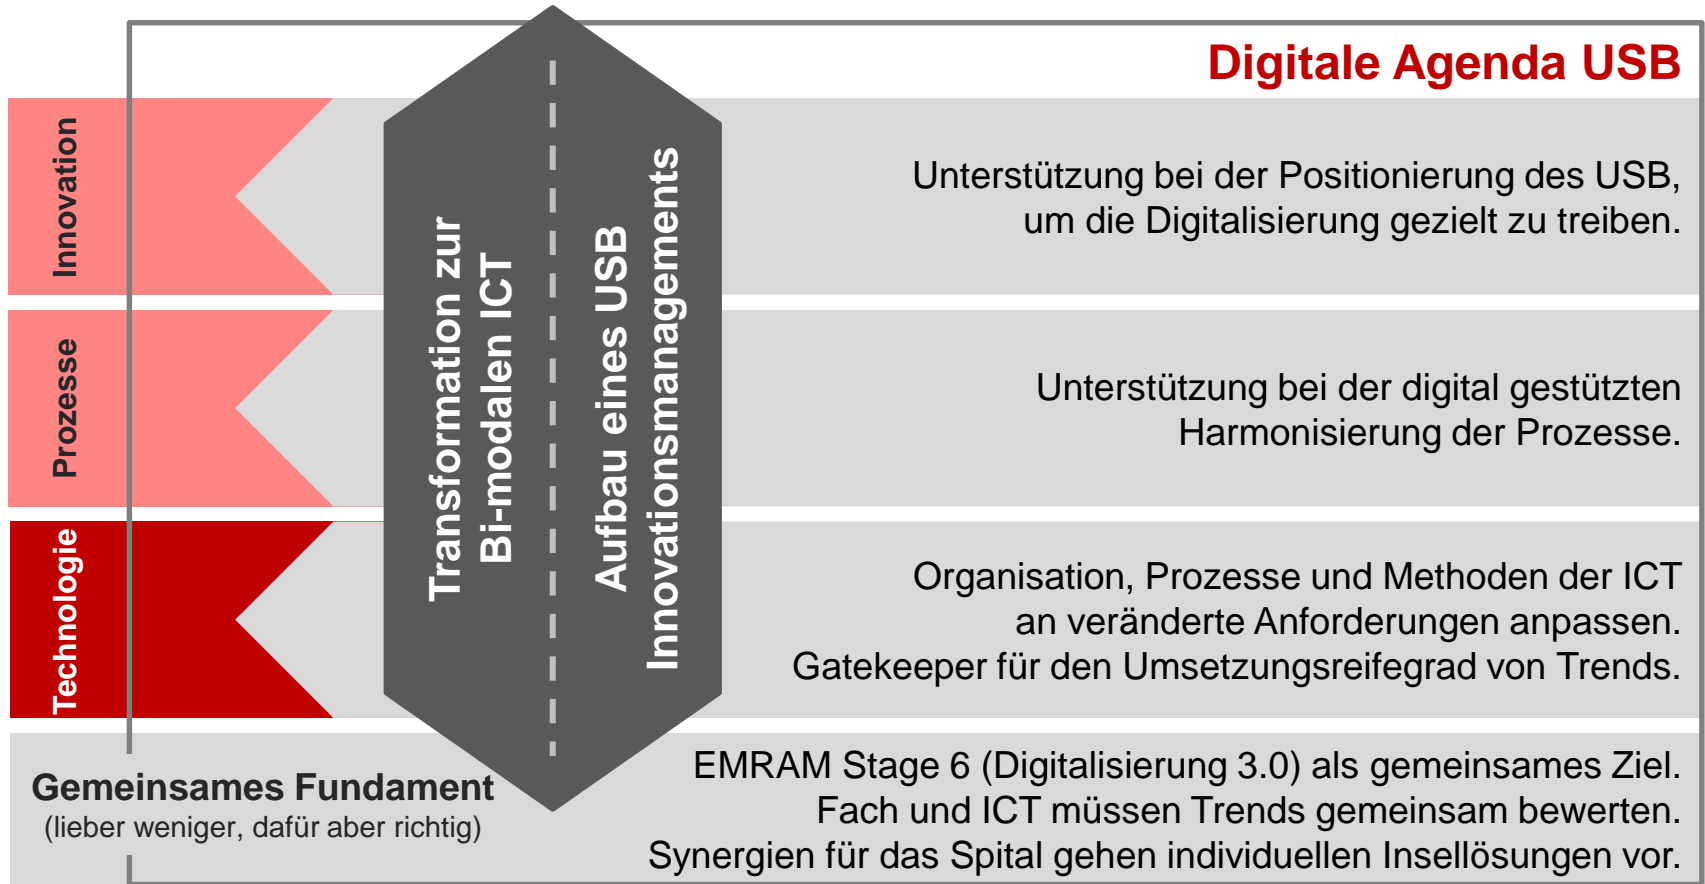 Digitale Agenda USB
Innovation
Unterstützung bei der Positionierung des USB,
um die Digitalisierung gezielt zu treiben.
Prozesse
Unterstützung bei der digital gestützten
Harmonisierung der Prozesse.
Technologie
Organisation, Prozesse und Methoden der ICT
an veränderte Anforderungen anpassen.
Gatekeeper für den Umsetzungsreifegrad von Trends.
Transformation zur
Bi-modalen ICT
Aufbau eines USB
Innovationsmanagements
Gemeinsames Fundament
(lieber weniger, dafür aber richtig)
EMRAM Stage 6 (Digitalisierung 3.0) als gemeinsames Ziel.
Fach und ICT müssen Trends gemeinsam bewerten.
Synergien für das Spital gehen individuellen Insellösungen vor.